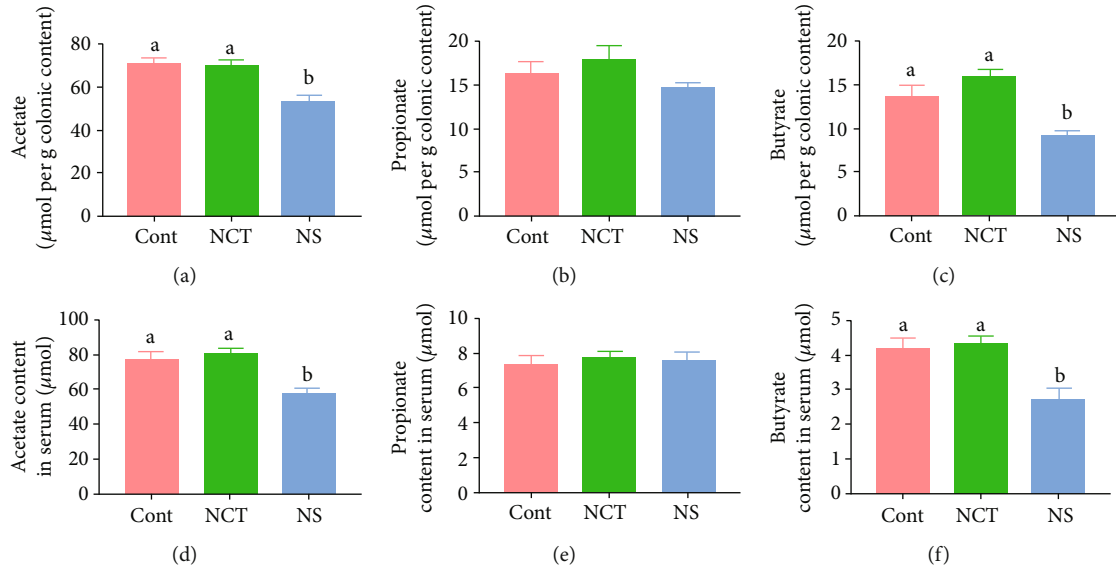 Acetate
(μmol per g colonic content)
80
60
40
20
0
a
a
b
Cont
NCT
NS
(a)
Propionate
(μmol per g colonic content)
20
15
10
5
0
Cont
NCT
NS
(b)
Butyrate
(μmol per g colonic content)
20
15
10
5
0
a
a
b
Cont
NCT
NS
(c)
Acetate content
in serum (μmol)
100
80
60
40
20
0
a
a
b
Cont
NCT
NS
(d)
Propionate
content in serum (μmol)
10
8
6
4
2
0
Cont
NCT
NS
(e)
Butyrate
content in serum (μmol)
5
4
3
2
1
0
a
a
b
Cont
NCT
NS
(f)